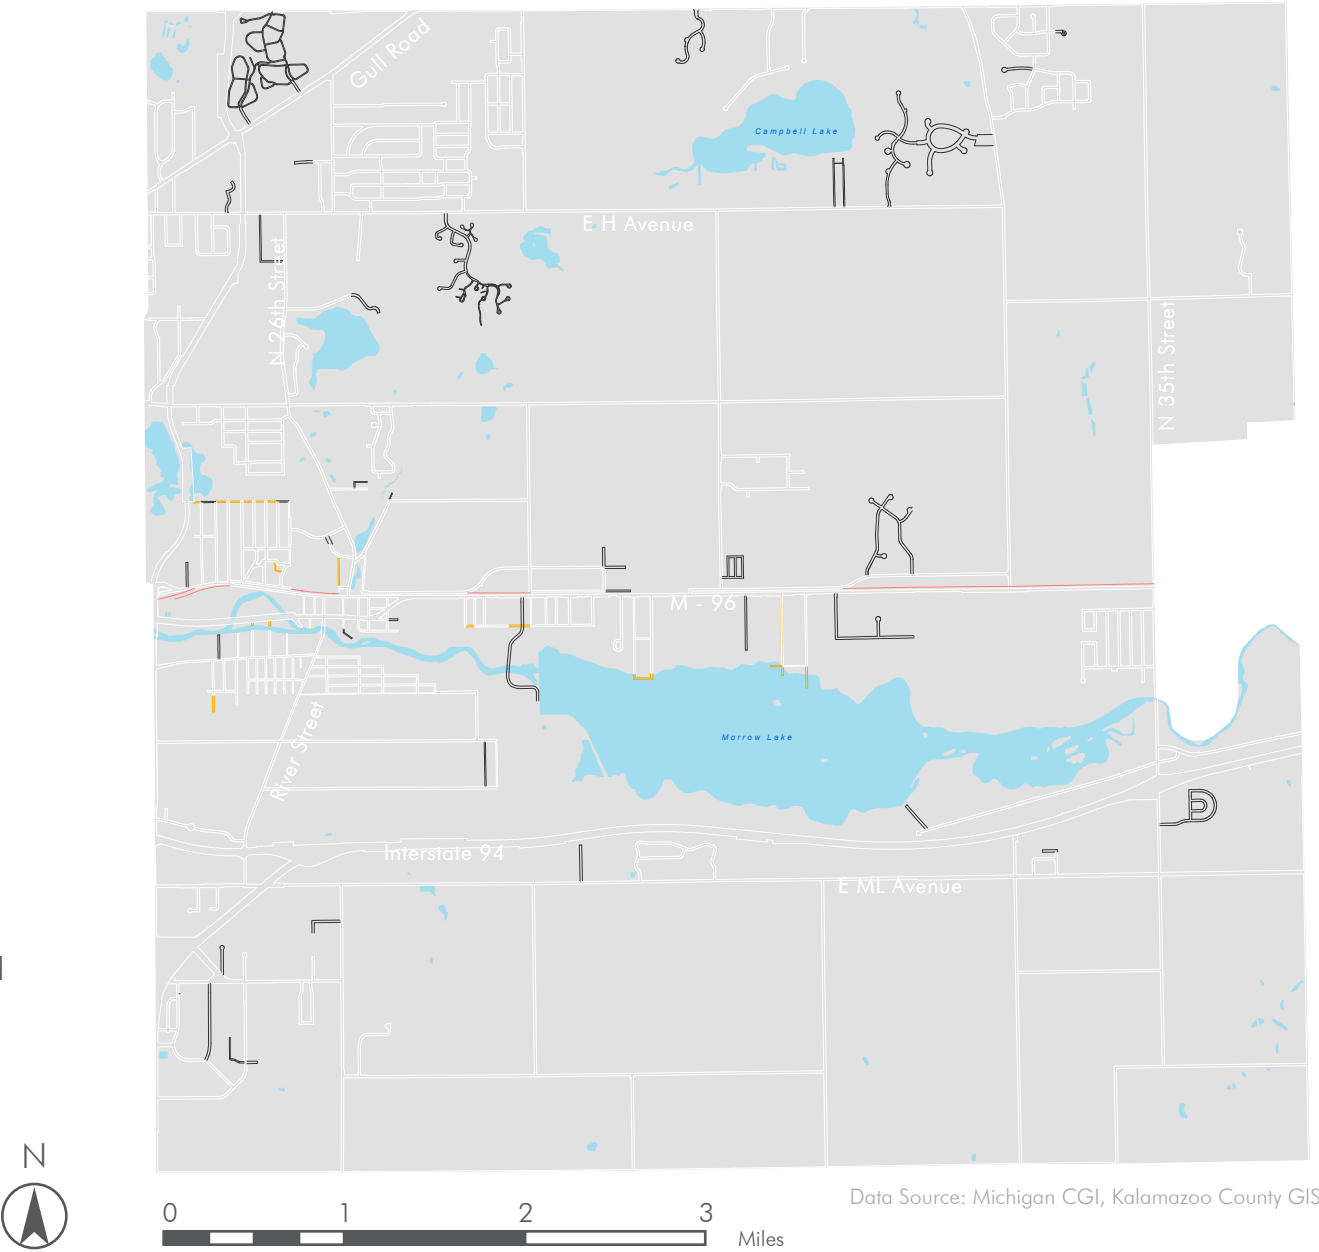 Gull Road
Campbell Lake
E H Avenue
N 26th Street
N 35th Street
M - 96
River Street
Morrow Lake
Interstate 94
E ML Avenue
N
0 1 2 3
Miles
Data Source: Michigan CGI, Kalamazoo County GIS